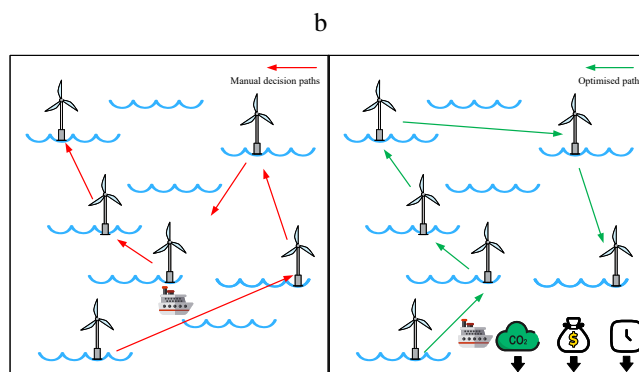 b
Manual decision paths
Optimised path
CO₂
$